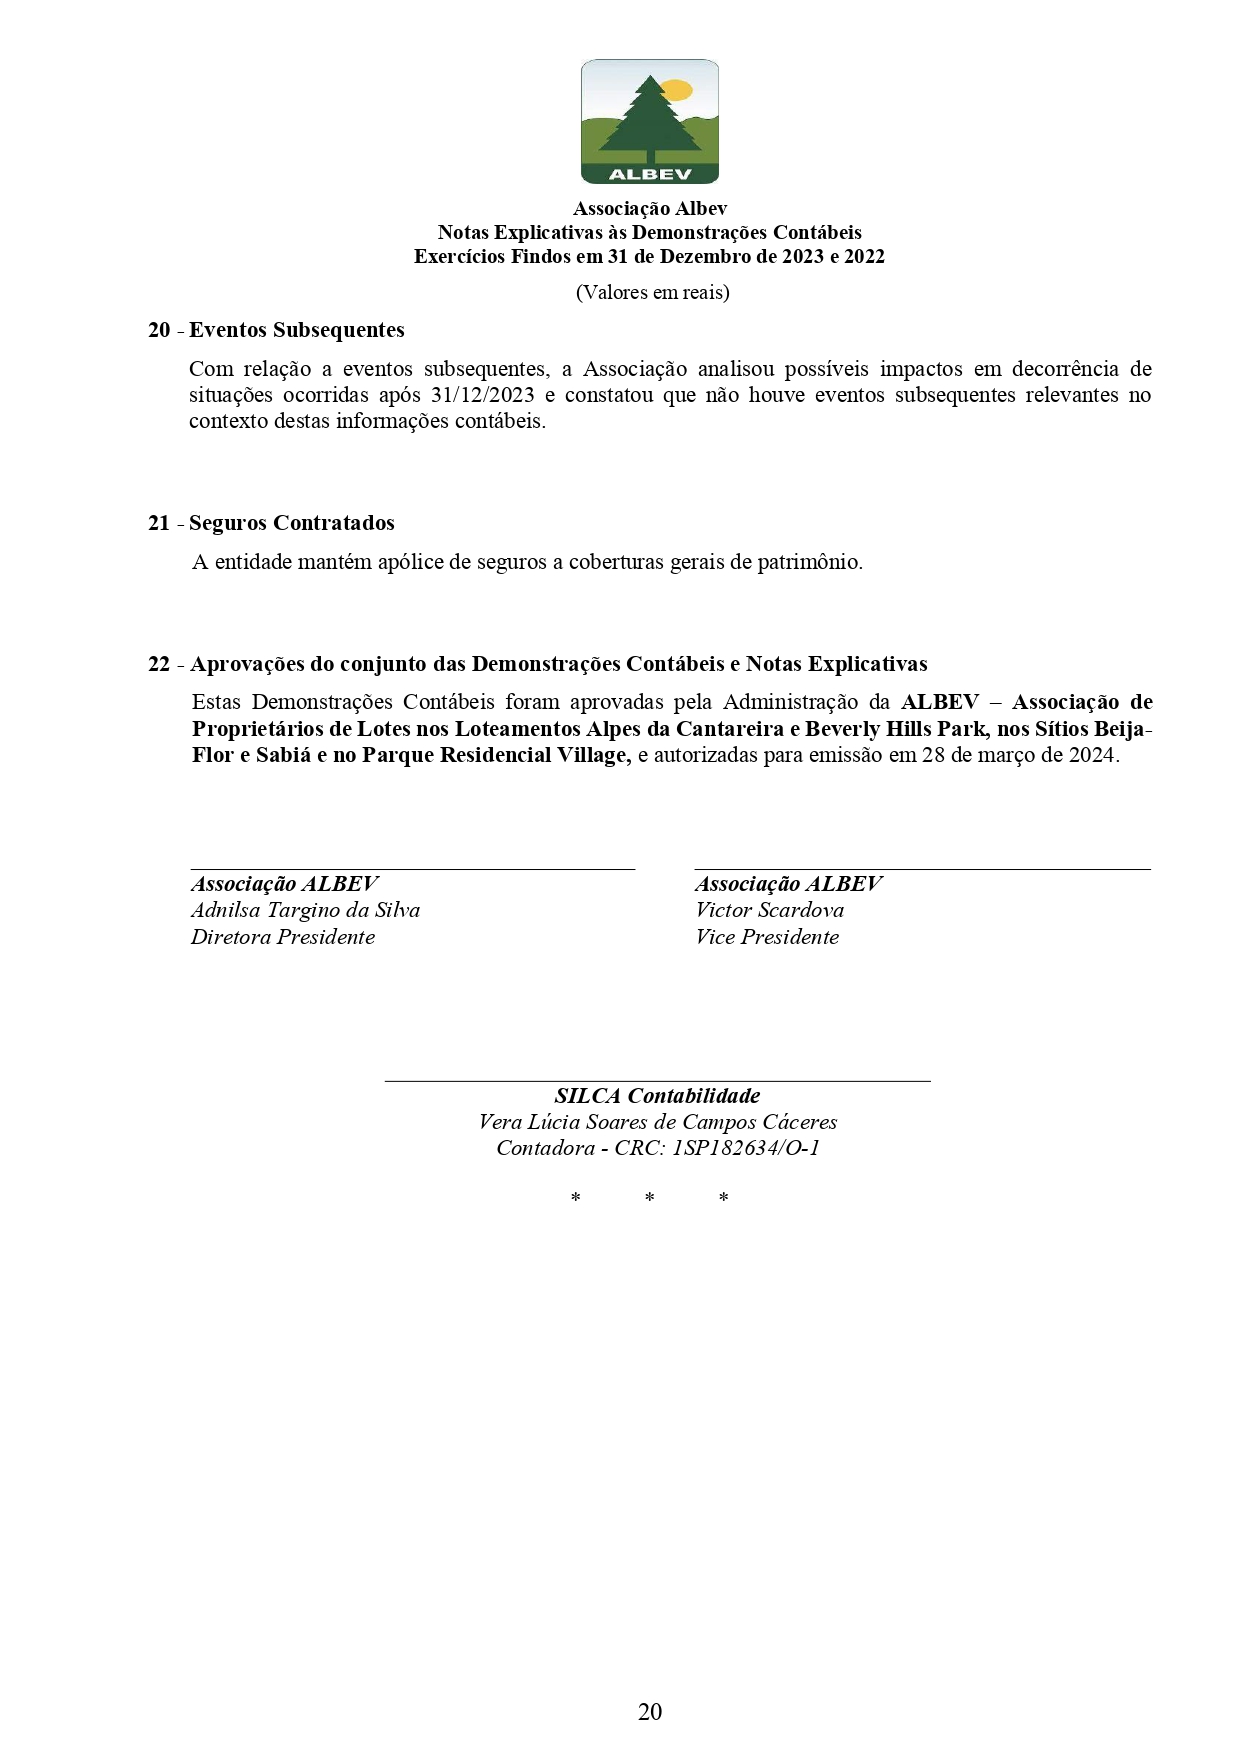 ALBEV
Associação Albev
Notas Explicativas às Demonstrações Contábeis
Exercícios Findos em 31 de Dezembro de 2023 e 2022
(Valores em reais)
20 - Eventos Subsequentes
Com relação a eventos subsequentes, a Associação analisou possíveis impactos em decorrência de
situações ocorridas após 31/12/2023 e constatou que não houve eventos subsequentes relevantes no
contexto destas informações contábeis.
21 - Seguros Contratados
A entidade mantém apólice de seguros a coberturas gerais de patrimônio.
22 - Aprovações do conjunto das Demonstrações Contábeis e Notas Explicativas
Estas Demonstrações Contábeis foram aprovadas pela Administração da ALBEV – Associação de
Proprietários de Lotes nos Loteamentos Alpes da Cantareira e Beverly Hills Park, nos Sítios Beija-
Flor e Sabiá e no Parque Residencial Village, e autorizadas para emissão em 28 de março de 2024.
Associação ALBEV
Adnilsa Targino da Silva
Diretora Presidente
Associação ALBEV
Victor Scardova
Vice Presidente
SILCA Contabilidade
Vera Lúcia Soares de Campos Cáceres
Contadora - CRC: 1SP182634/O-1
* * *
20